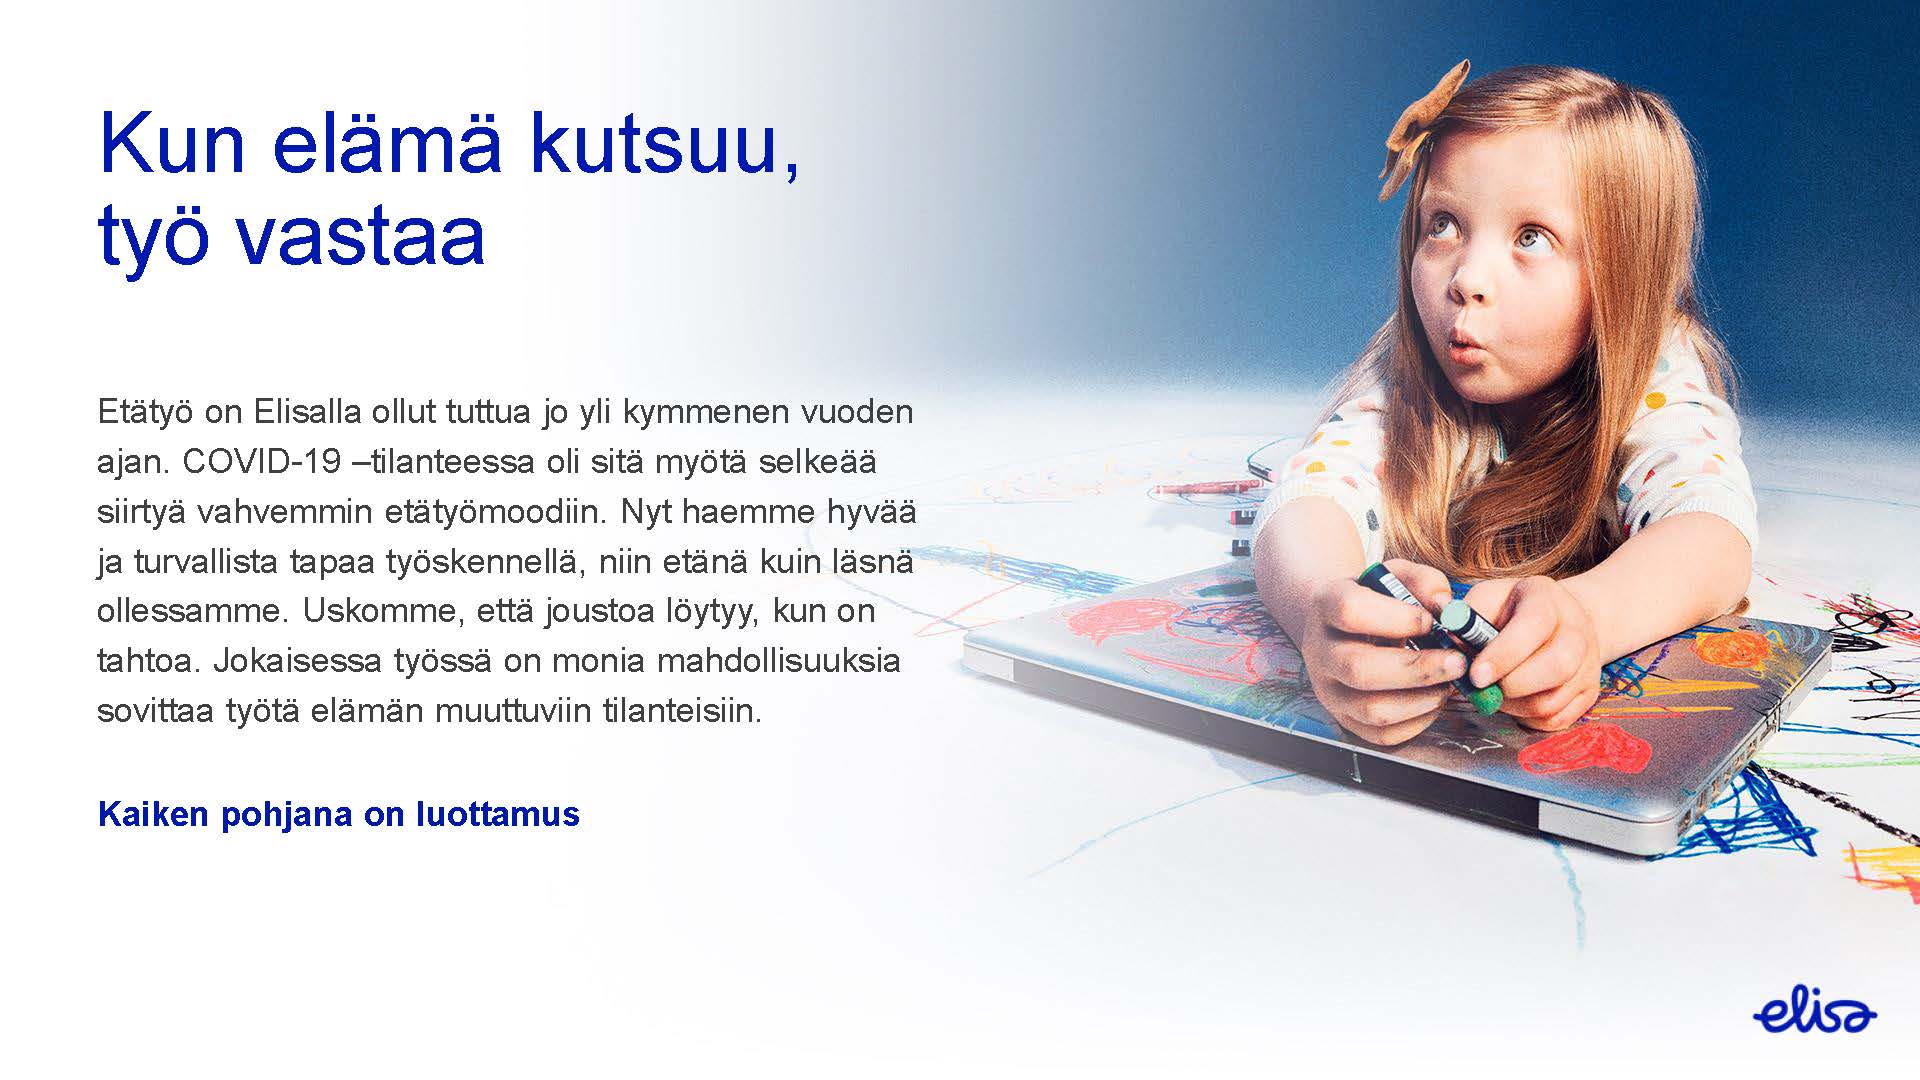 Kun elämä kutsuu,
työ vastaa
Etätyö on Elisalla ollut tuttua jo yli kymmenen vuoden
ajan. COVID-19 –tilanteessa oli sitä myötä selkeää
siirtyä vahvemmin etätyömoodiin. Nyt haemme hyvää
ja turvallista tapaa työskennellä, niin etänä kuin läsnä
ollessamme. Uskomme, että joustoa löytyy, kun on
tahtoa. Jokaisessa työssä on monia mahdollisuuksia
sovittaa työtä elämän muuttuviin tilanteisiin.
Kaiken pohjana on luottamus
elisa